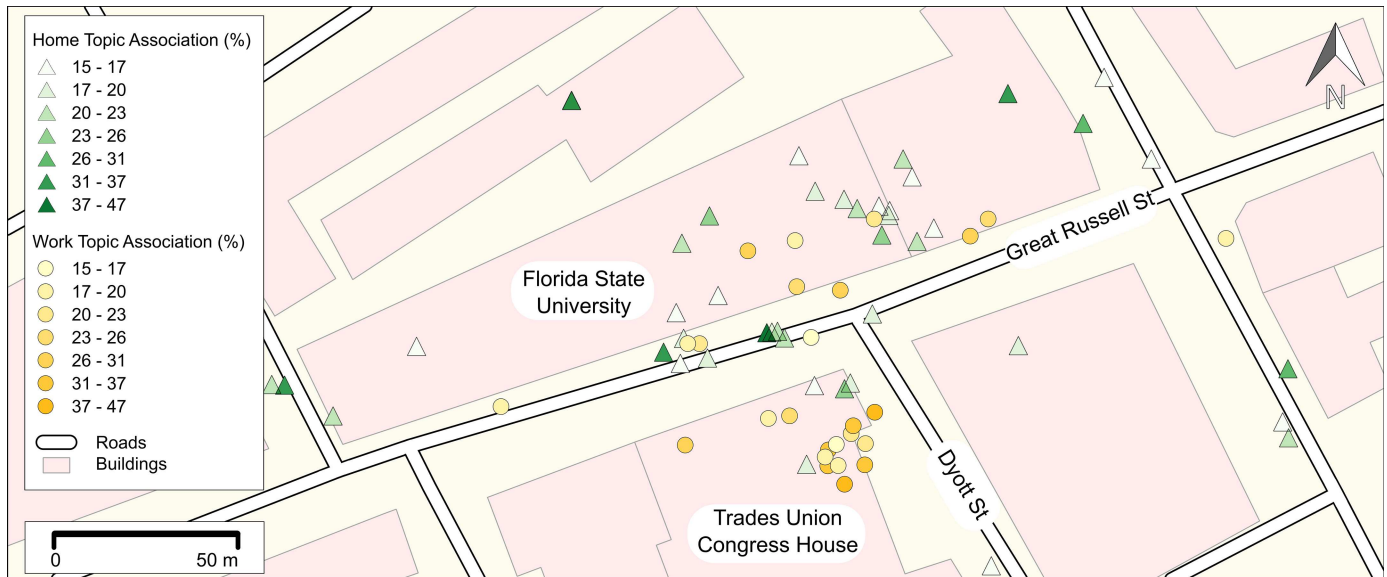 Home Topic Association (%)
15 - 17
17 - 20
20 - 23
23 - 26
26 - 31
31 - 37
37 - 47
Work Topic Association (%)
15 - 17
17 - 20
20 - 23
23 - 26
26 - 31
31 - 37
37 - 47
Roads
Buildings
0 50 m
N
Great Russell St
Florida State
University
Dyott St
Trades Union
Congress House